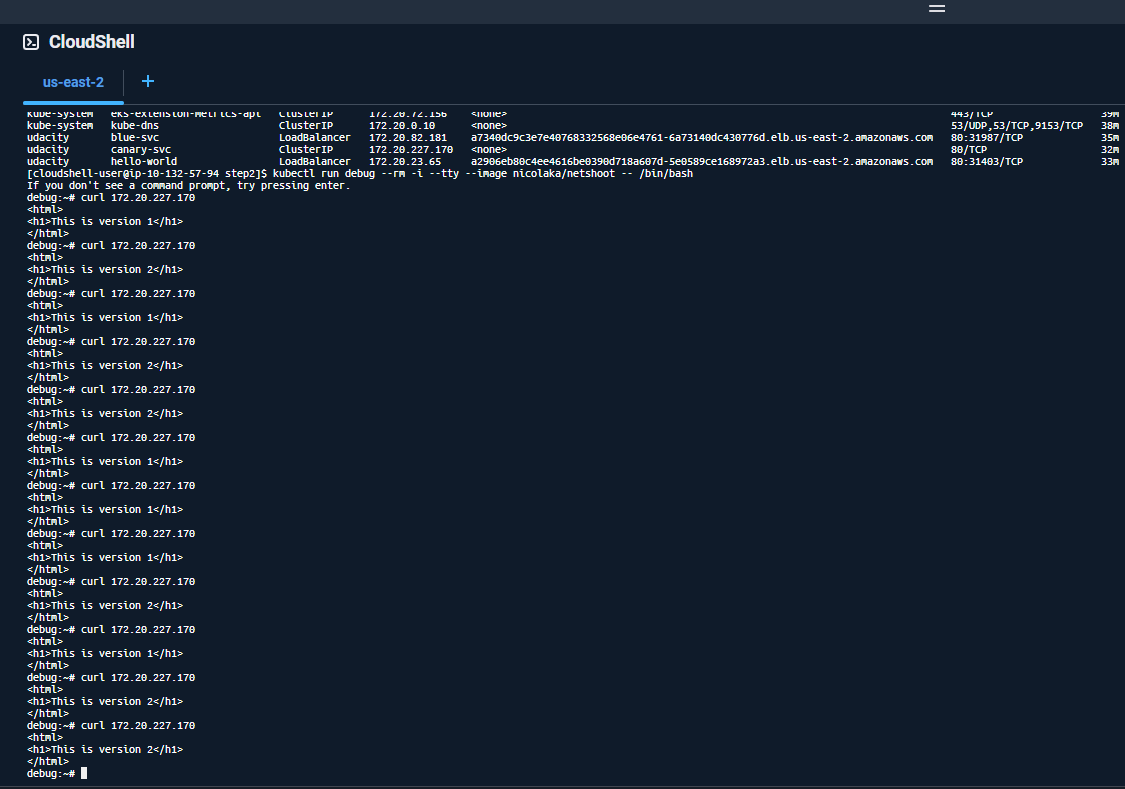 CloudShell
us-east-2 +
kube-system eks-extension-metrics-api ClusterIP 172.20.72.156 <none> 443/TCP 39m
kube-system kube-dns ClusterIP 172.20.0.10 <none> 53/UDP,53/TCP,9153/TCP 38m
udacity blue-svc LoadBalancer 172.20.82.181 a7340dc9c3e7e40768332568e06e4761-6a73140dc430776d.elb.us-east-2.amazonaws.com 80:31987/TCP 35m
udacity canary-svc ClusterIP 172.20.227.170 <none> 80/TCP 32m
udacity hello-world LoadBalancer 172.20.23.65 a2906eb80c4ee4616be0390d718a607d-5e0589ce168972a3.elb.us-east-2.amazonaws.com 80:31403/TCP 33m
[cloudshell-user@ip-10-132-57-94 step2]$ kubectl run debug --rm -i --tty --image nicolaka/netshoot -- /bin/bash
If you don't see a command prompt, try pressing enter.
debug:~# curl 172.20.227.170
<html>
<h1>This is version 1</h1>
</html>
debug:~# curl 172.20.227.170
<html>
<h1>This is version 2</h1>
</html>
debug:~# curl 172.20.227.170
<html>
<h1>This is version 1</h1>
</html>
debug:~# curl 172.20.227.170
<html>
<h1>This is version 2</h1>
</html>
debug:~# curl 172.20.227.170
<html>
<h1>This is version 2</h1>
</html>
debug:~# curl 172.20.227.170
<html>
<h1>This is version 1</h1>
</html>
debug:~# curl 172.20.227.170
<html>
<h1>This is version 1</h1>
</html>
debug:~# curl 172.20.227.170
<html>
<h1>This is version 1</h1>
</html>
debug:~# curl 172.20.227.170
<html>
<h1>This is version 2</h1>
</html>
debug:~# curl 172.20.227.170
<html>
<h1>This is version 1</h1>
</html>
debug:~# curl 172.20.227.170
<html>
<h1>This is version 2</h1>
</html>
debug:~# curl 172.20.227.170
<html>
<h1>This is version 2</h1>
</html>
debug:~#